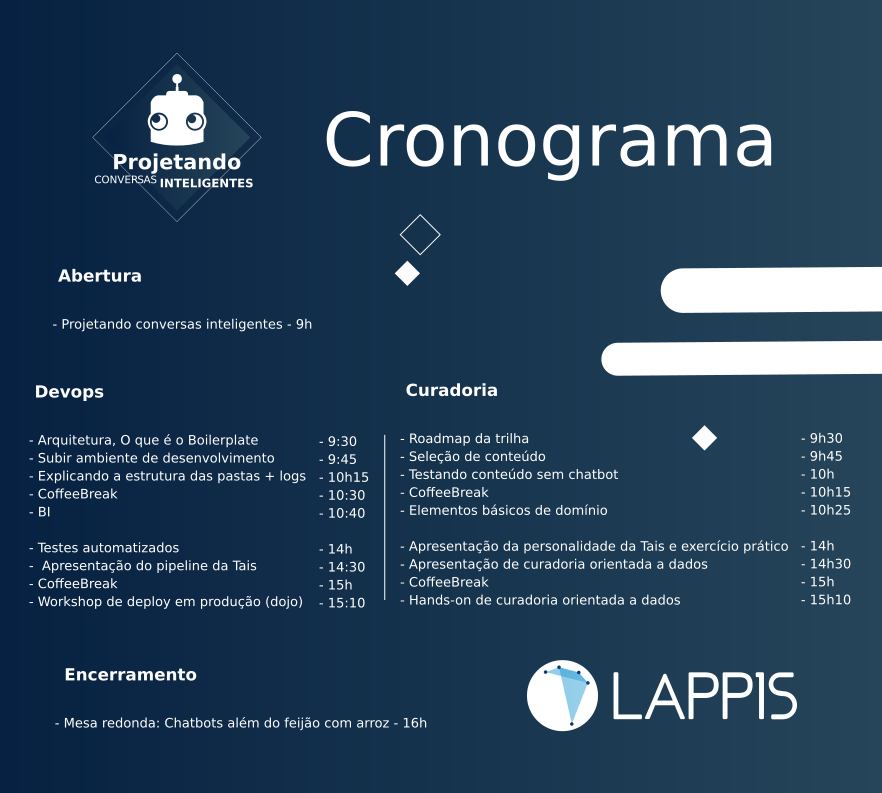 Projetando
CONVERSAS INTELIGENTES
Cronograma
Abertura
- Projetando conversas inteligentes - 9h
Devops
- Arquitetura, O que é o Boilerplate - 9:30
- Subir ambiente de desenvolvimento - 9:45
- Explicando a estrutura das pastas + logs - 10h15
- CoffeeBreak - 10:30
- BI - 10:40
- Testes automatizados - 14h
- Apresentação do pipeline da Tais - 14:30
- CoffeeBreak - 15h
- Workshop de deploy em produção (dojo) - 15:10
Curadoria
- Roadmap da trilha - 9h30
- Seleção de conteúdo - 9h45
- Testando conteúdo sem chatbot - 10h
- CoffeeBreak - 10h15
- Elementos básicos de domínio - 10h25
- Apresentação da personalidade da Tais e exercício prático - 14h
- Apresentação de curadoria orientada a dados - 14h30
- CoffeeBreak - 15h
- Hands-on de curadoria orientada a dados - 15h10
Encerramento
- Mesa redonda: Chatbots além do feijão com arroz - 16h
LAPPIS